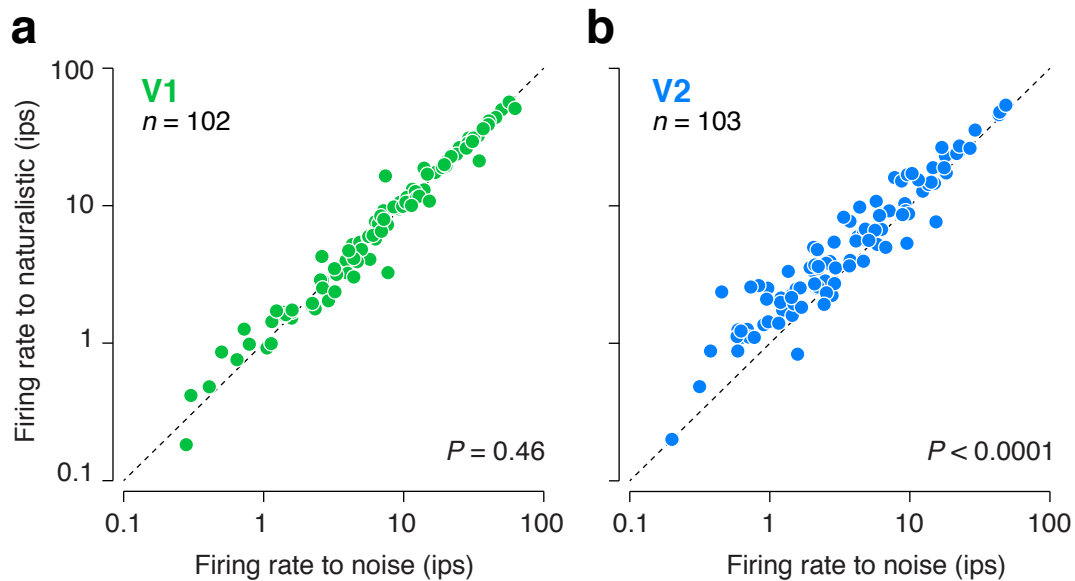 a
V1
n = 102
P = 0.46
Firing rate to naturalistic (ips)
100
10
1
0.1
0.1 1 10 100
Firing rate to noise (ips)
b
V2
n = 103
P < 0.0001
0.1 1 10 100
Firing rate to noise (ips)